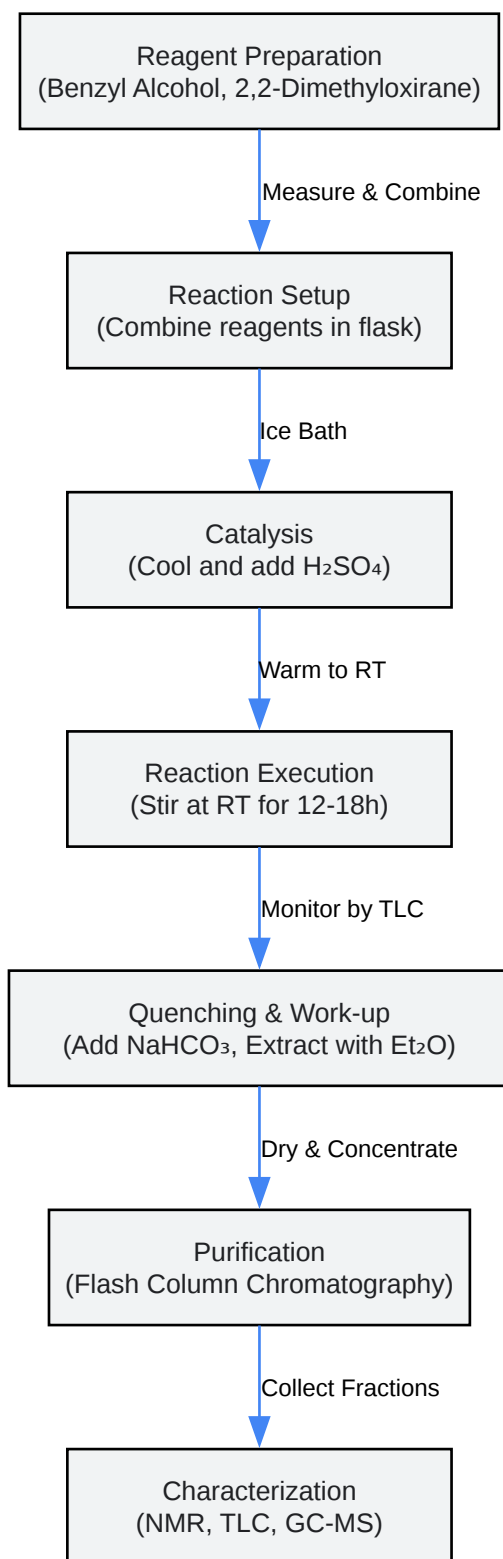 Reagent Preparation
(Benzyl Alcohol, 2,2-Dimethyloxirane)
Measure & Combine
Reaction Setup
(Combine reagents in flask)
Ice Bath
Catalysis
(Cool and add H₂SO₄)
Warm to RT
Reaction Execution
(Stir at RT for 12-18h)
Monitor by TLC
Quenching & Work-up
(Add NaHCO₃, Extract with Et₂O)
Dry & Concentrate
Purification
(Flash Column Chromatography)
Collect Fractions
Characterization
(NMR, TLC, GC-MS)